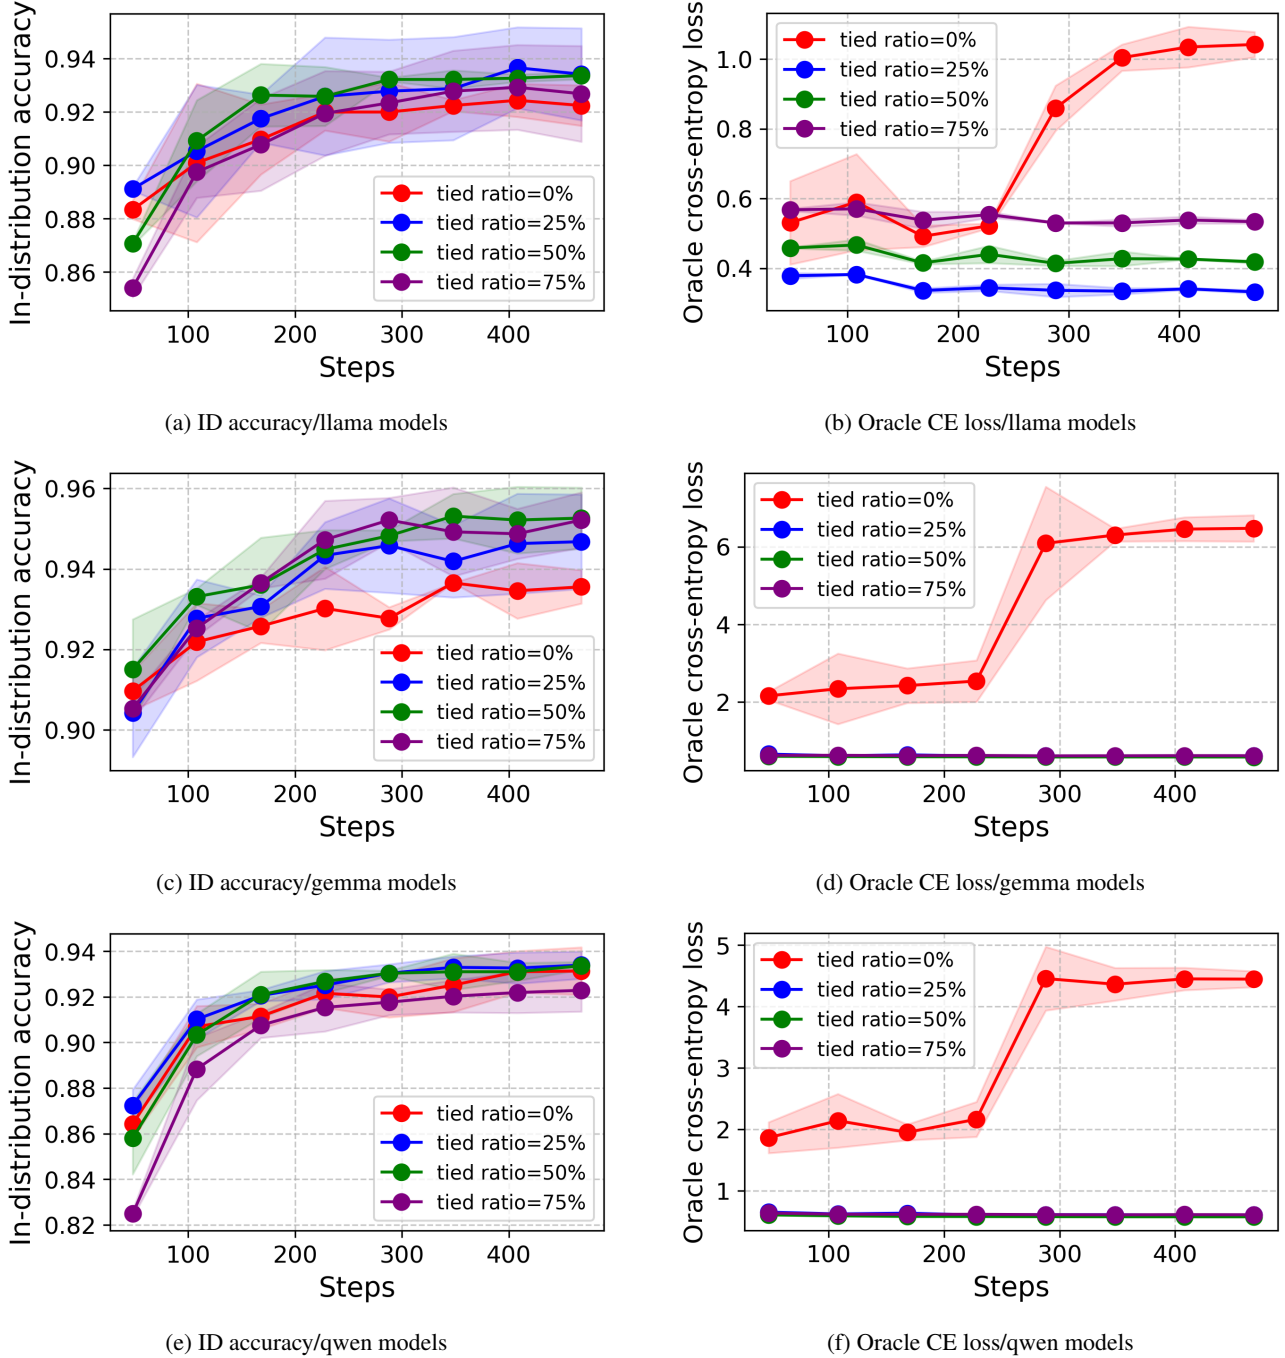 In-distribution accuracy
0.94
0.92
0.90
0.88
0.86
100
200
300
400
Steps
tied ratio=0%
tied ratio=25%
tied ratio=50%
tied ratio=75%
(a) ID accuracy/llama models
Oracle cross-entropy loss
1.0
0.8
0.6
0.4
100
200
300
400
Steps
tied ratio=0%
tied ratio=25%
tied ratio=50%
tied ratio=75%
(b) Oracle CE loss/llama models
In-distribution accuracy
0.96
0.94
0.92
0.90
100
200
300
400
Steps
tied ratio=0%
tied ratio=25%
tied ratio=50%
tied ratio=75%
(c) ID accuracy/gemma models
Oracle cross-entropy loss
6
4
2
100
200
300
400
Steps
tied ratio=0%
tied ratio=25%
tied ratio=50%
tied ratio=75%
(d) Oracle CE loss/gemma models
In-distribution accuracy
0.94
0.92
0.90
0.88
0.86
0.84
0.82
100
200
300
400
Steps
tied ratio=0%
tied ratio=25%
tied ratio=50%
tied ratio=75%
(e) ID accuracy/qwen models
Oracle cross-entropy loss
5
4
3
2
1
100
200
300
400
Steps
tied ratio=0%
tied ratio=25%
tied ratio=50%
tied ratio=75%
(f) Oracle CE loss/qwen models